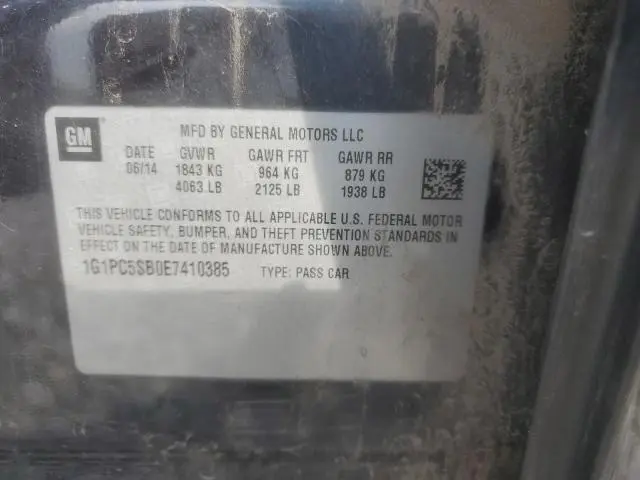 GM
MFD BY GENERAL MOTORS LLC
DATE GVWR GAWR FRT GAWR RR
06/14 1843 KG 964 KG 879 KG
4063 LB 2125 LB 1938 LB
THIS VEHICLE CONFORMS TO ALL APPLICABLE U.S. FEDERAL MOTOR
VEHICLE SAFETY, BUMPER, AND THEFT PREVENTION STANDARDS IN
EFFECT ON THE DATE OF MANUFACTURE SHOWN ABOVE.
1G1PC5SB0E7410385 TYPE: PASS CAR